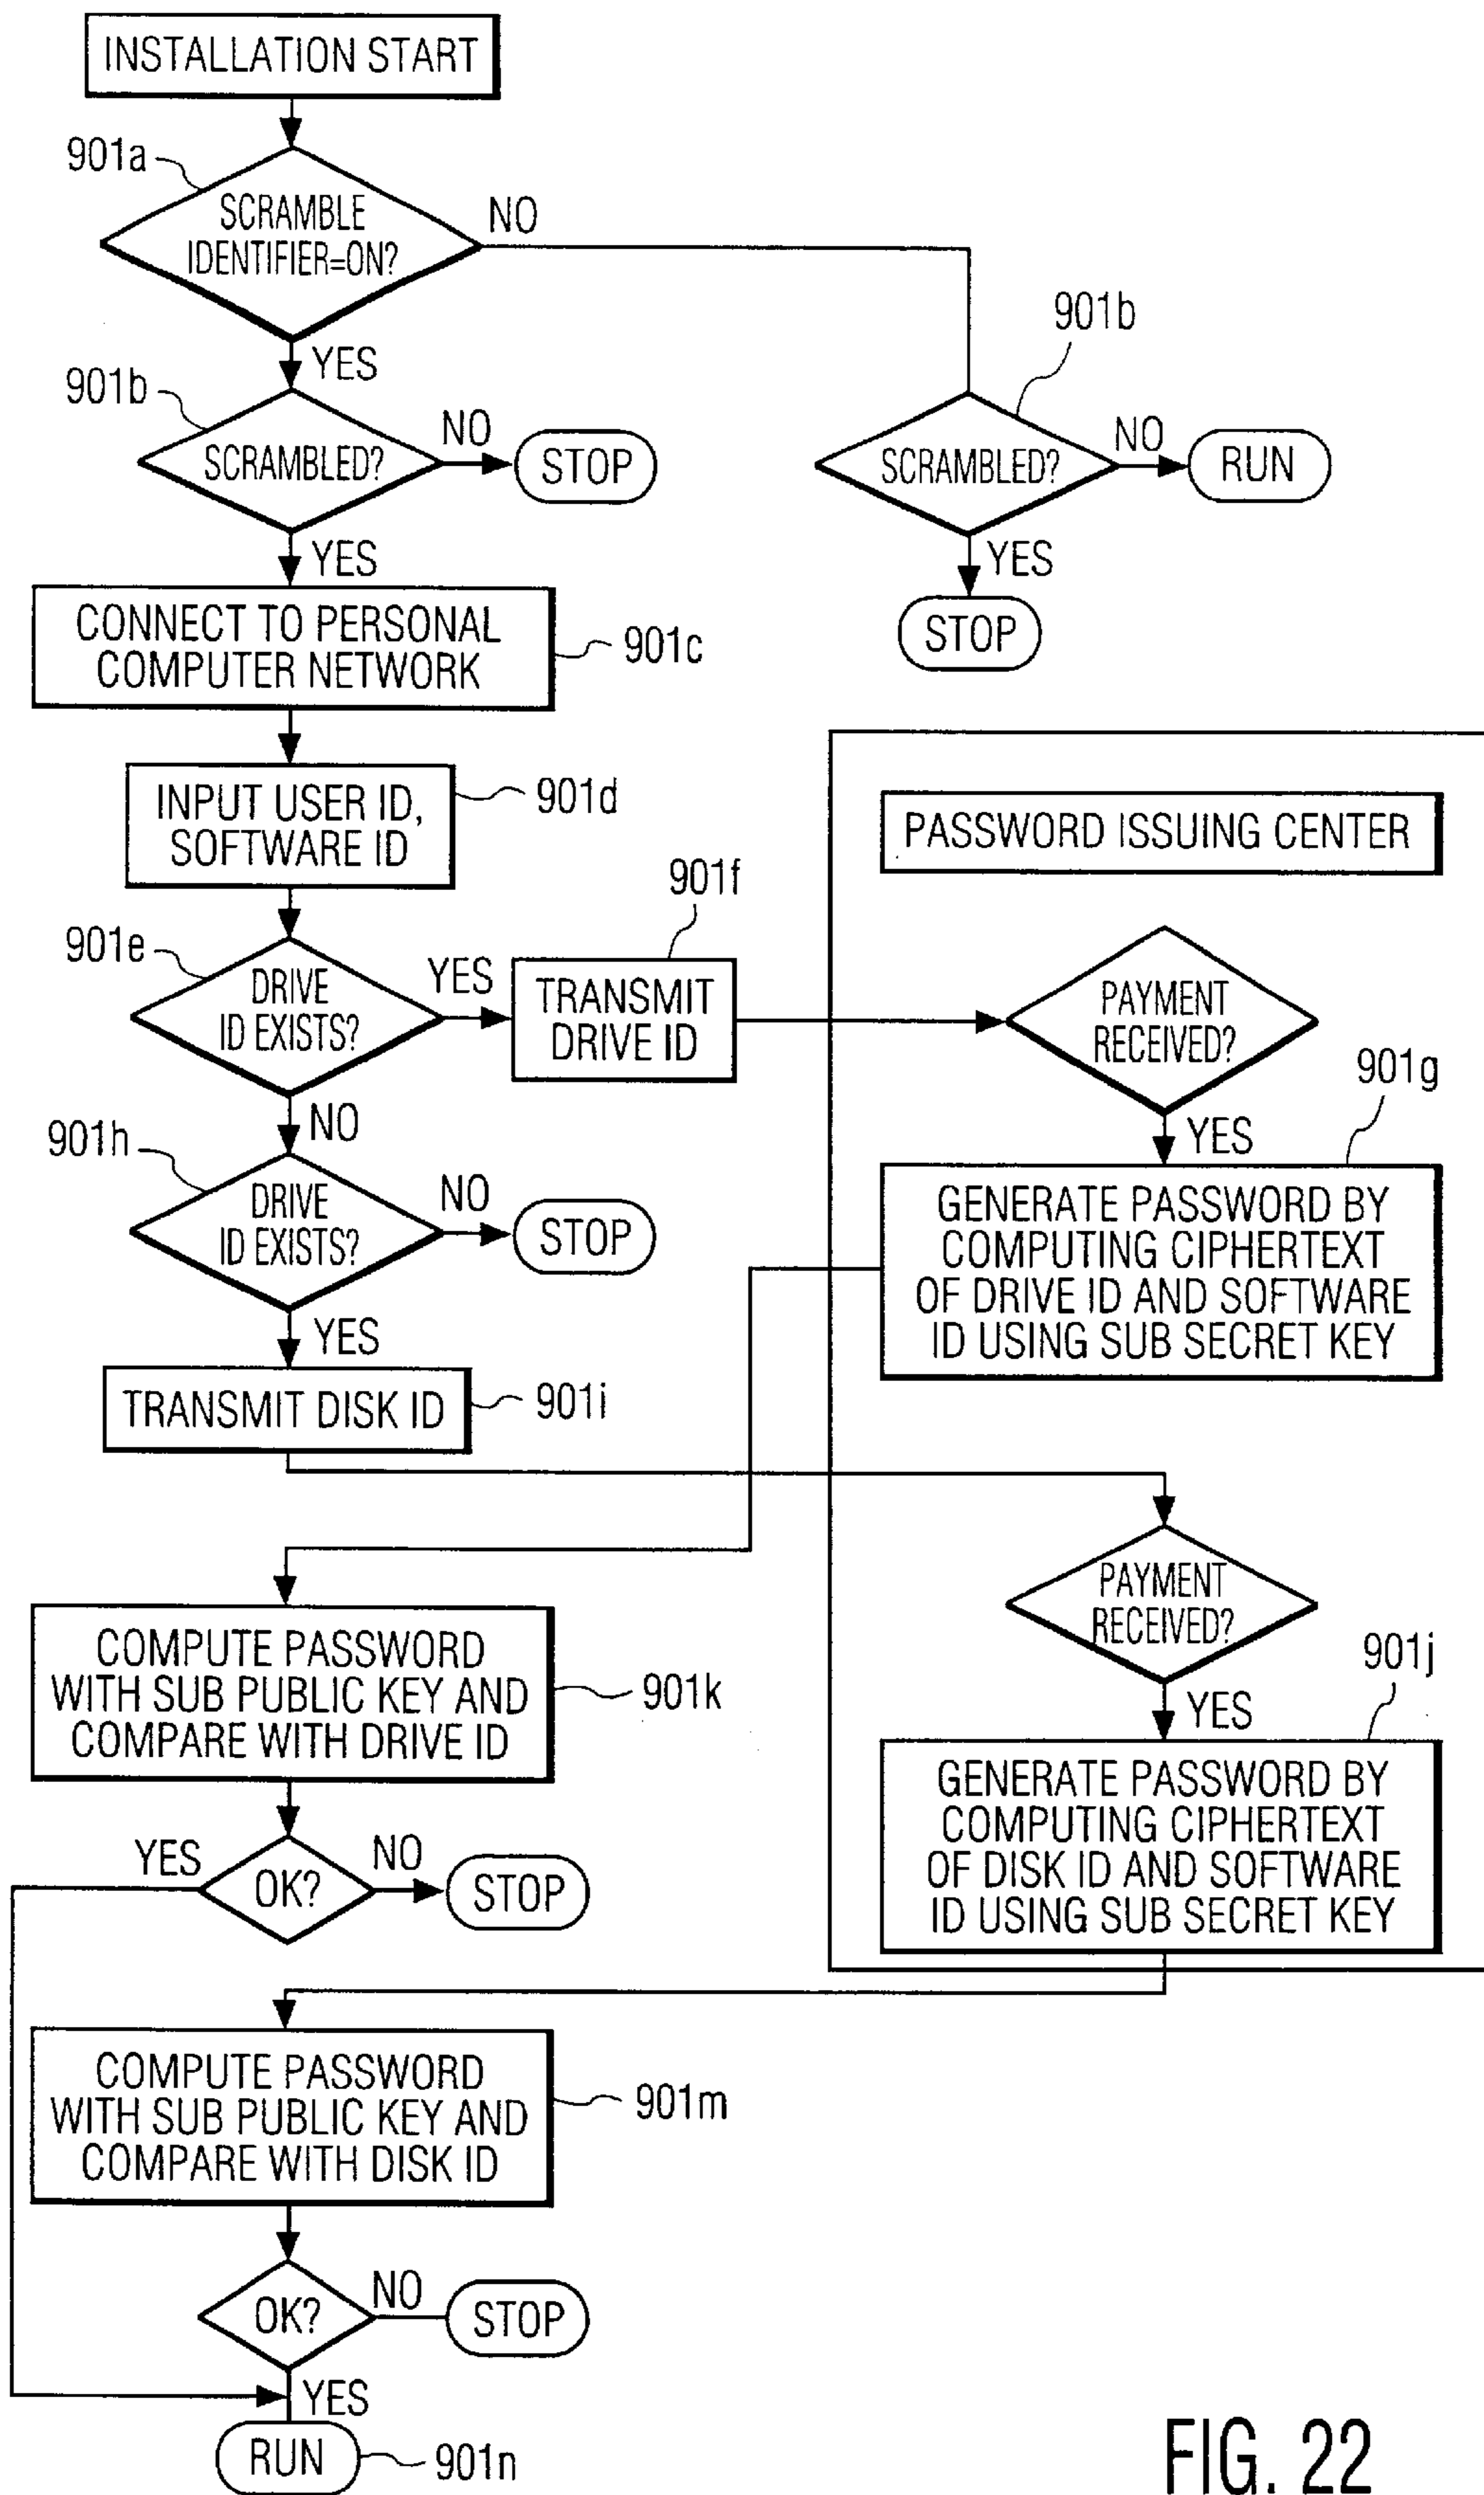 INSTALLATION START
901a
SCRAMBLE
IDENTIFIER=ON?
NO
YES
901b
SCRAMBLED?
NO
STOP
901b
SCRAMBLED?
NO
RUN
YES
STOP
YES
CONNECT TO PERSONAL
COMPUTER NETWORK
901c
INPUT USER ID,
SOFTWARE ID
901d
PASSWORD ISSUING CENTER
901e
DRIVE
ID EXISTS?
YES
901f
TRANSMIT
DRIVE ID
PAYMENT
RECEIVED?
YES
901g
GENERATE PASSWORD BY
COMPUTING CIPHERTEXT
OF DRIVE ID AND SOFTWARE
ID USING SUB SECRET KEY
NO
901h
DRIVE
ID EXISTS?
NO
STOP
YES
TRANSMIT DISK ID
901i
PAYMENT
RECEIVED?
YES
901j
GENERATE PASSWORD BY
COMPUTING CIPHERTEXT
OF DISK ID AND SOFTWARE
ID USING SUB SECRET KEY
COMPUTE PASSWORD
WITH SUB PUBLIC KEY AND
COMPARE WITH DRIVE ID
901k
YES
OK?
NO
STOP
COMPUTE PASSWORD
WITH SUB PUBLIC KEY AND
COMPARE WITH DISK ID
901m
OK?
NO
STOP
YES
RUN
901n
FIG. 22